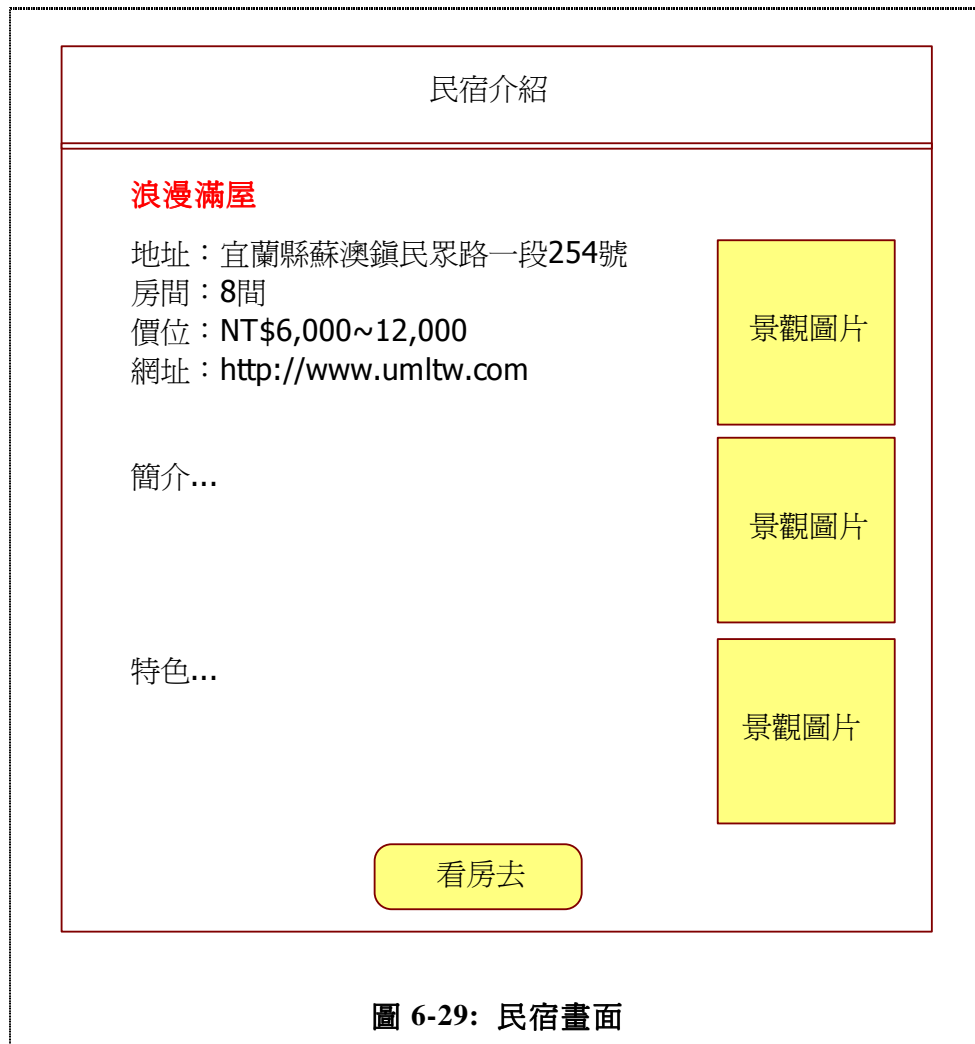 民宿介紹
浪漫滿屋
地址：宜蘭縣蘇澳鎮民眾路一段254號
房間：8間
價位：NT$6,000~12,000
網址：http://www.umltw.com
景觀圖片
簡介...
景觀圖片
特色...
景觀圖片
看房去
圖 6-29: 民宿畫面